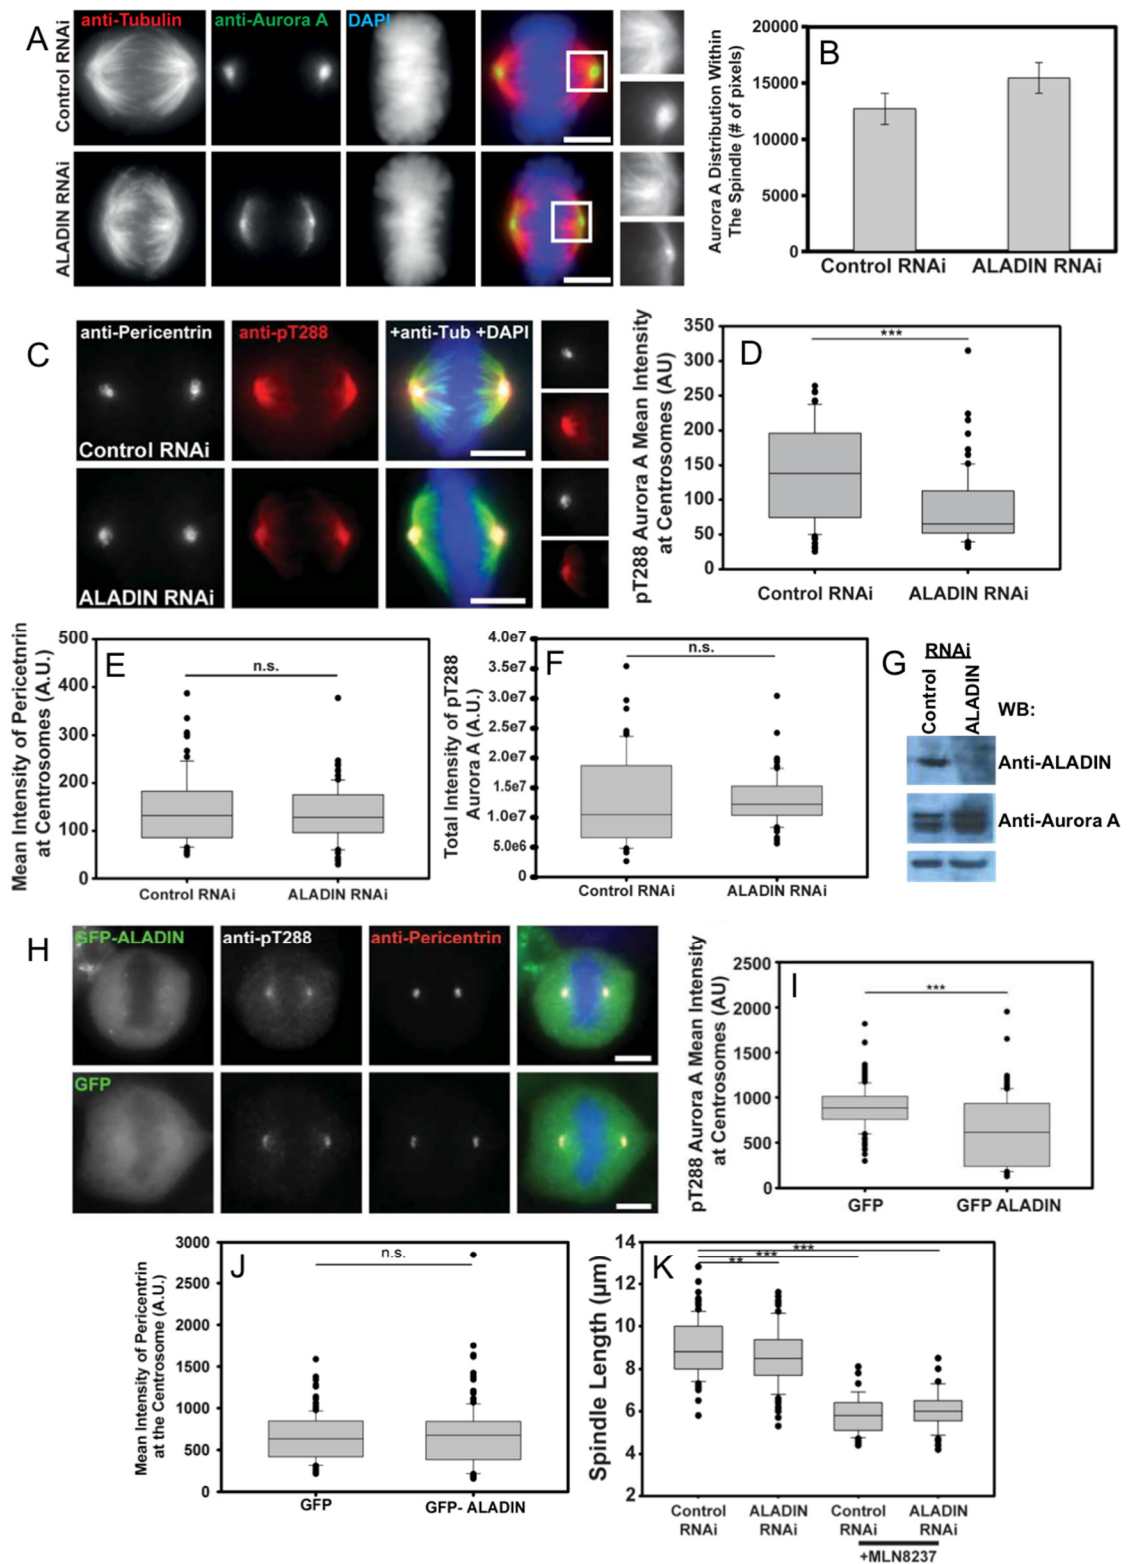 A
anti-Tubulin
anti-Aurora A
DAPI
Control RNAi
ALADIN RNAi
B
Aurora A Distribution Within
The Spindle (# of pixels)
20000
15000
10000
5000
0
Control RNAi
ALADIN RNAi
C
anti-Pericentrin
anti-pT288
+anti-Tub +DAPI
Control RNAi
ALADIN RNAi
D
pT288 Aurora A Mean Intensity
at Centrosomes (AU)
350
300
250
200
150
100
50
0
***
Control RNAi
ALADIN RNAi
E
Mean Intensity of Pericetnrin
at Centrosomes (A.U.)
500
400
300
200
100
0
n.s.
Control RNAi
ALADIN RNAi
F
Total Intensity of pT288
Aurora A (A.U.)
4.0e7
3.5e7
3.0e7
2.5e7
2.0e7
1.5e7
1.0e7
5.0e6
0
n.s.
Control RNAi
ALADIN RNAi
G
RNAi
Control
ALADIN
WB:
Anti-ALADIN
Anti-Aurora A
H
GFP-ALADIN
anti-pT288
anti-Pericentrin
GFP
I
pT288 Aurora A Mean Intensity
at Centrosomes (AU)
2500
2000
1500
1000
500
0
***
GFP
GFP ALADIN
J
Mean Intensity of Pericentrin
at the Centrosome (A.U.)
3000
2500
2000
1500
1000
500
0
n.s.
GFP
GFP- ALADIN
K
Spindle Length (µm)
14
12
10
8
6
4
2
***
***
**
Control
RNAi
ALADIN
RNAi
Control
RNAi
ALADIN
RNAi
+MLN8237